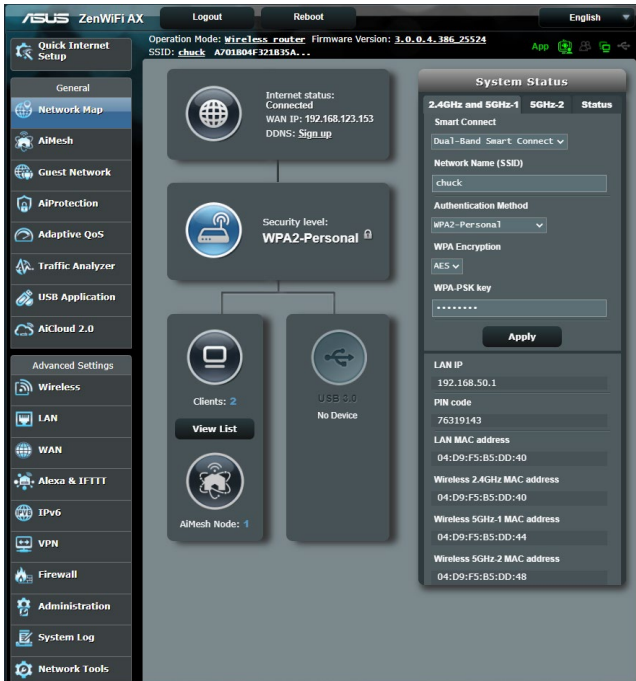 ASUS ZenWiFi AX
Logout
Reboot
English
Quick Internet
Setup
Operation Mode: Wireless router Firmware Version: 3.0.0.4.386_25524
SSID: chuck A701B04F321B35A...
App
General
Network Map
AiMesh
Guest Network
AiProtection
Adaptive QoS
Traffic Analyzer
USB Application
AiCloud 2.0
Advanced Settings
Wireless
LAN
WAN
Alexa & IFTTT
IPv6
VPN
Firewall
Administration
System Log
Network Tools
Internet status:
Connected
WAN IP: 192.168.123.153
DDNS: Sign up
Security level:
WPA2-Personal
Clients: 2
View List
AiMesh Node: 1
USB 3.0
No Device
System Status
2.4GHz and 5GHz-1 5GHz-2 Status
Smart Connect
Dual-Band Smart Connect
Network Name (SSID)
chuck
Authentication Method
WPA2-Personal
WPA Encryption
AES
WPA-PSK key
········
Apply
LAN IP
192.168.50.1
PIN code
76319143
LAN MAC address
04:D9:F5:B5:DD:40
Wireless 2.4GHz MAC address
04:D9:F5:B5:DD:40
Wireless 5GHz-1 MAC address
04:D9:F5:B5:DD:44
Wireless 5GHz-2 MAC address
04:D9:F5:B5:DD:48